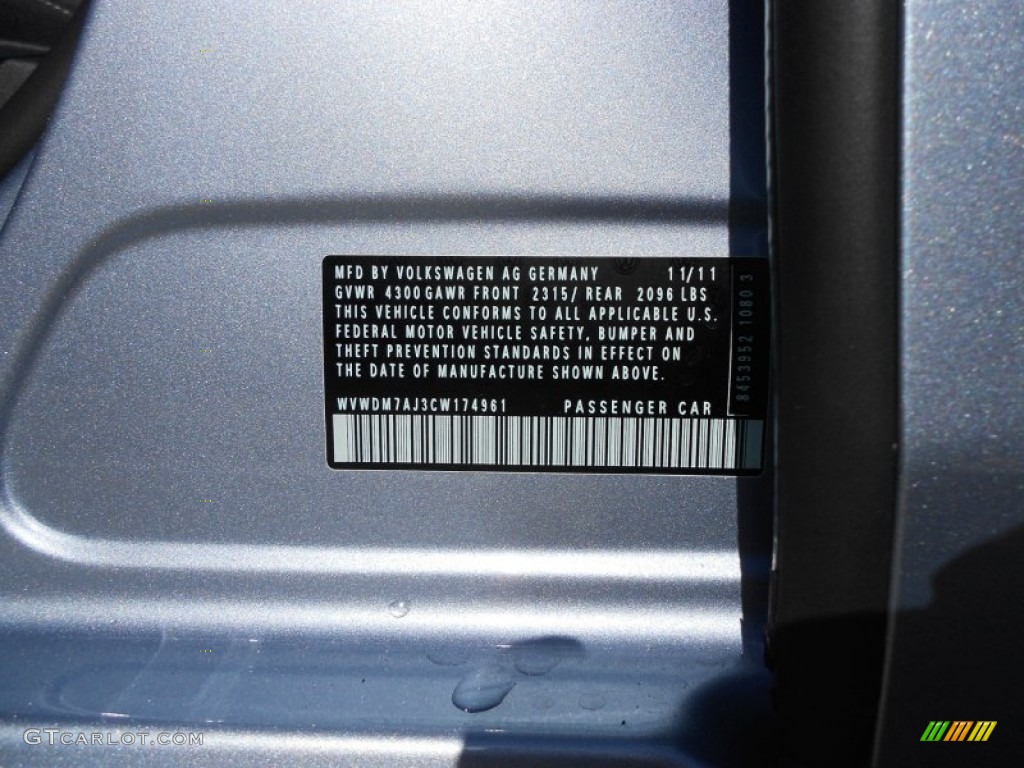 MFD BY VOLKSWAGEN AG GERMANY 11/11
GVWR 4300 GAWR FRONT 2315/ REAR 2096 LBS
THIS VEHICLE CONFORMS TO ALL APPLICABLE U.S.
FEDERAL MOTOR VEHICLE SAFETY, BUMPER AND
THEFT PREVENTION STANDARDS IN EFFECT ON
THE DATE OF MANUFACTURE SHOWN ABOVE.
WVWDM7AJ3CW174961 PASSENGER CAR
8453952 1080 3
GTCARLOT.COM